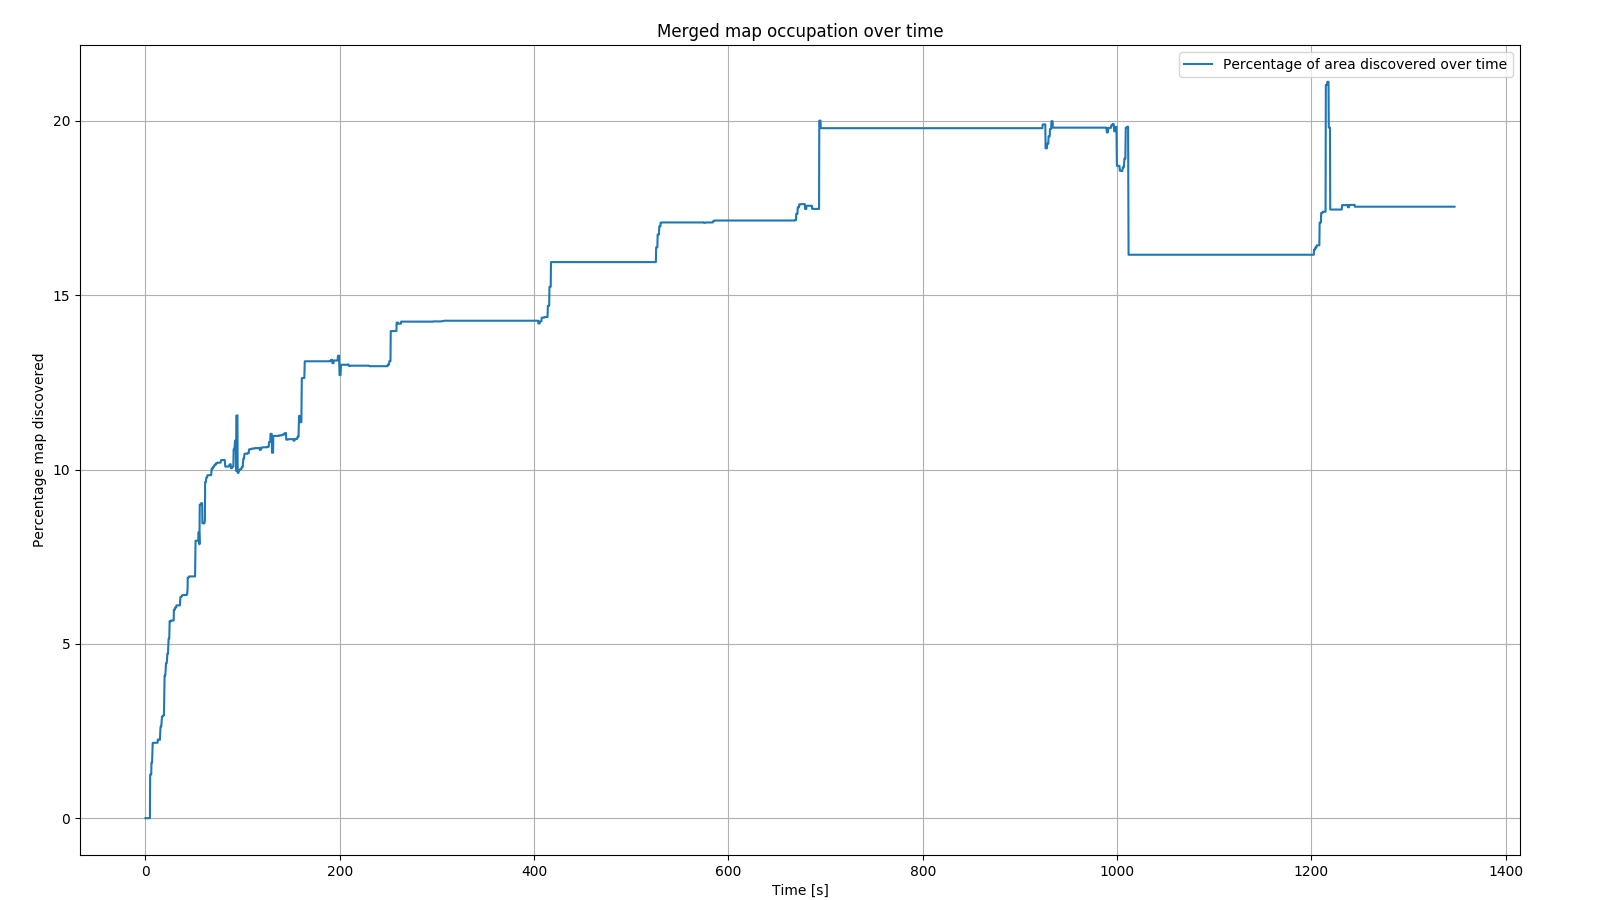 Merged map occupation over time
Percentage of area discovered over time
Percentage map discovered
20
15
10
5
0
0 200 400 600 800 1000 1200 1400
Time [s]